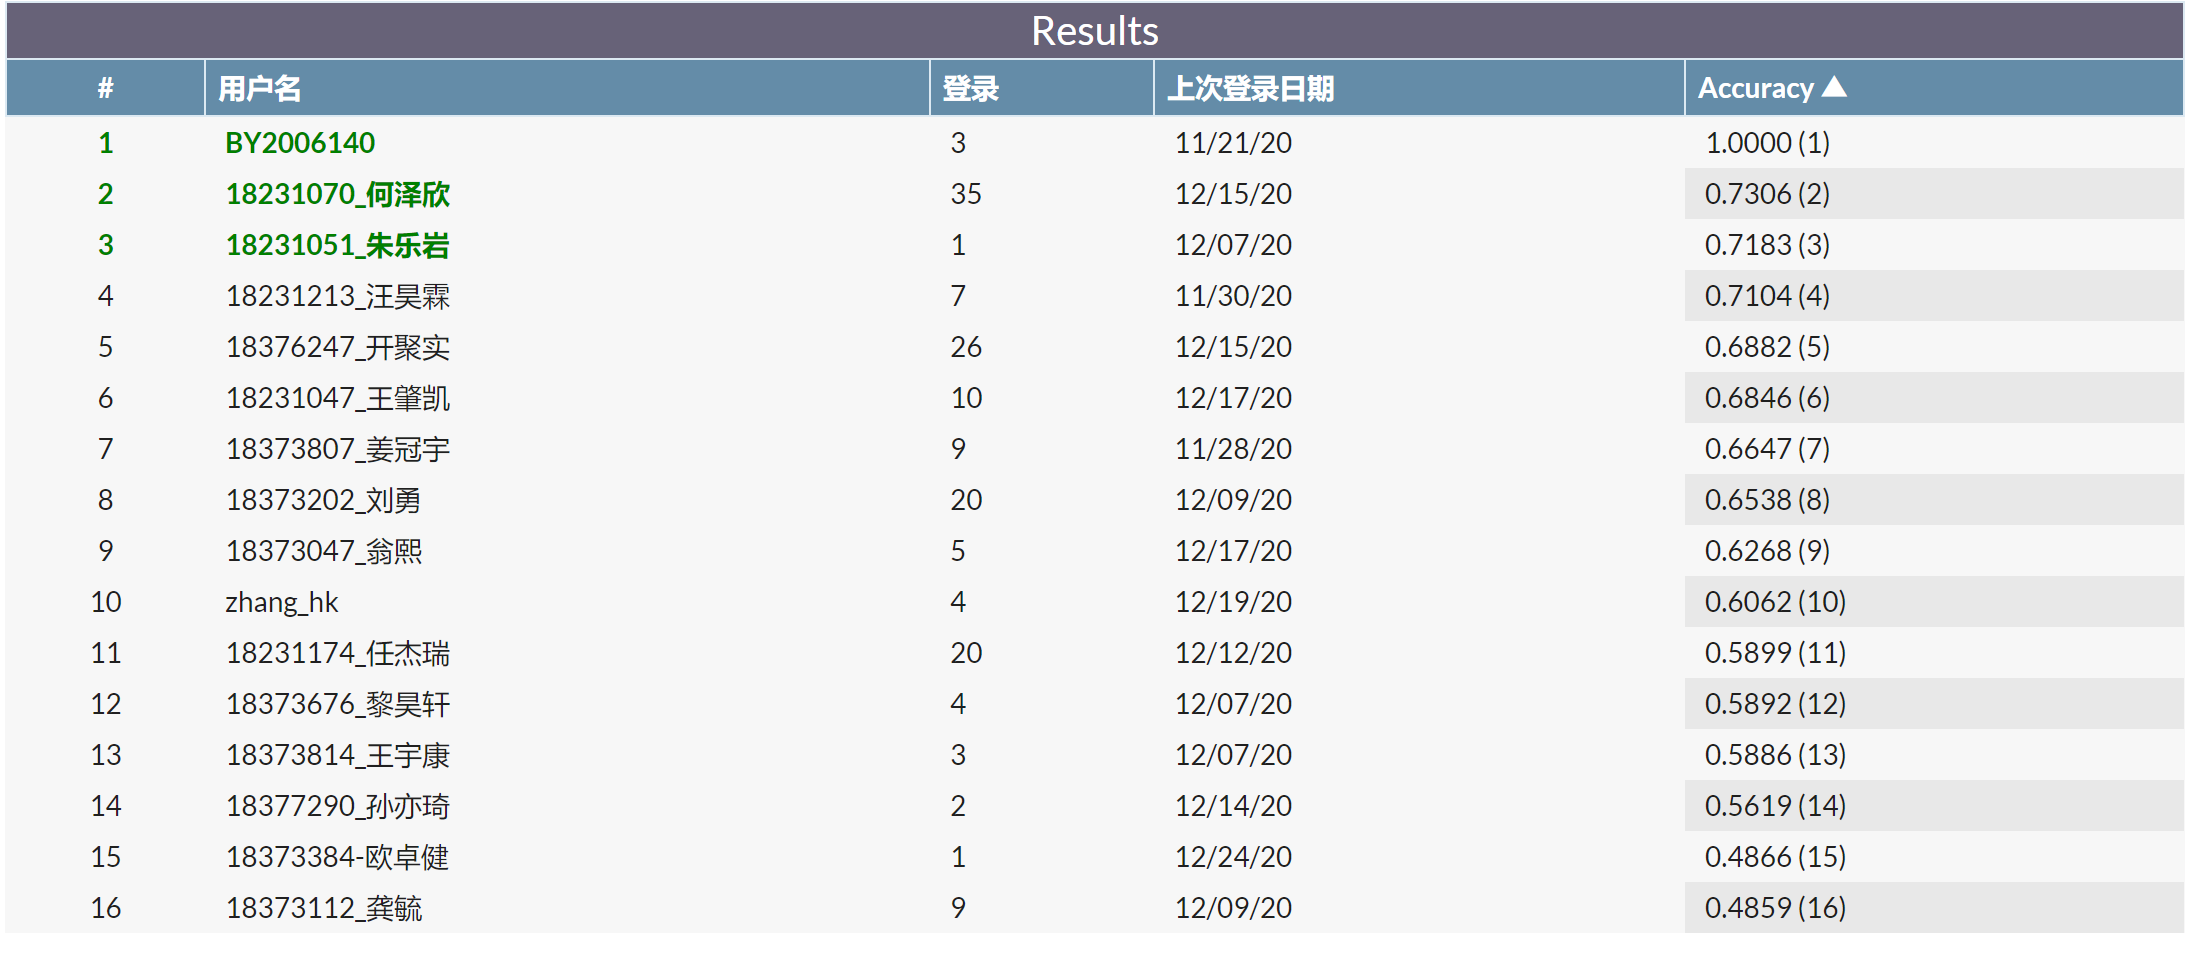 Results
# 用户名 登录 上次登录日期 Accuracy ▲
1 BY2006140 3 11/21/20 1.0000 (1)
2 18231070_何泽欣 35 12/15/20 0.7306 (2)
3 18231051_朱乐岩 1 12/07/20 0.7183 (3)
4 18231213_汪昊霖 7 11/30/20 0.7104 (4)
5 18376247_开聚实 26 12/15/20 0.6882 (5)
6 18231047_王肇凯 10 12/17/20 0.6846 (6)
7 18373807_姜冠宇 9 11/28/20 0.6647 (7)
8 18373202_刘勇 20 12/09/20 0.6538 (8)
9 18373047_翁熙 5 12/17/20 0.6268 (9)
10 zhang_hk 4 12/19/20 0.6062 (10)
11 18231174_任杰瑞 20 12/12/20 0.5899 (11)
12 18373676_黎昊轩 4 12/07/20 0.5892 (12)
13 18373814_王宇康 3 12/07/20 0.5886 (13)
14 18377290_孙亦琦 2 12/14/20 0.5619 (14)
15 18373384-欧卓健 1 12/24/20 0.4866 (15)
16 18373112_龚毓 9 12/09/20 0.4859 (16)